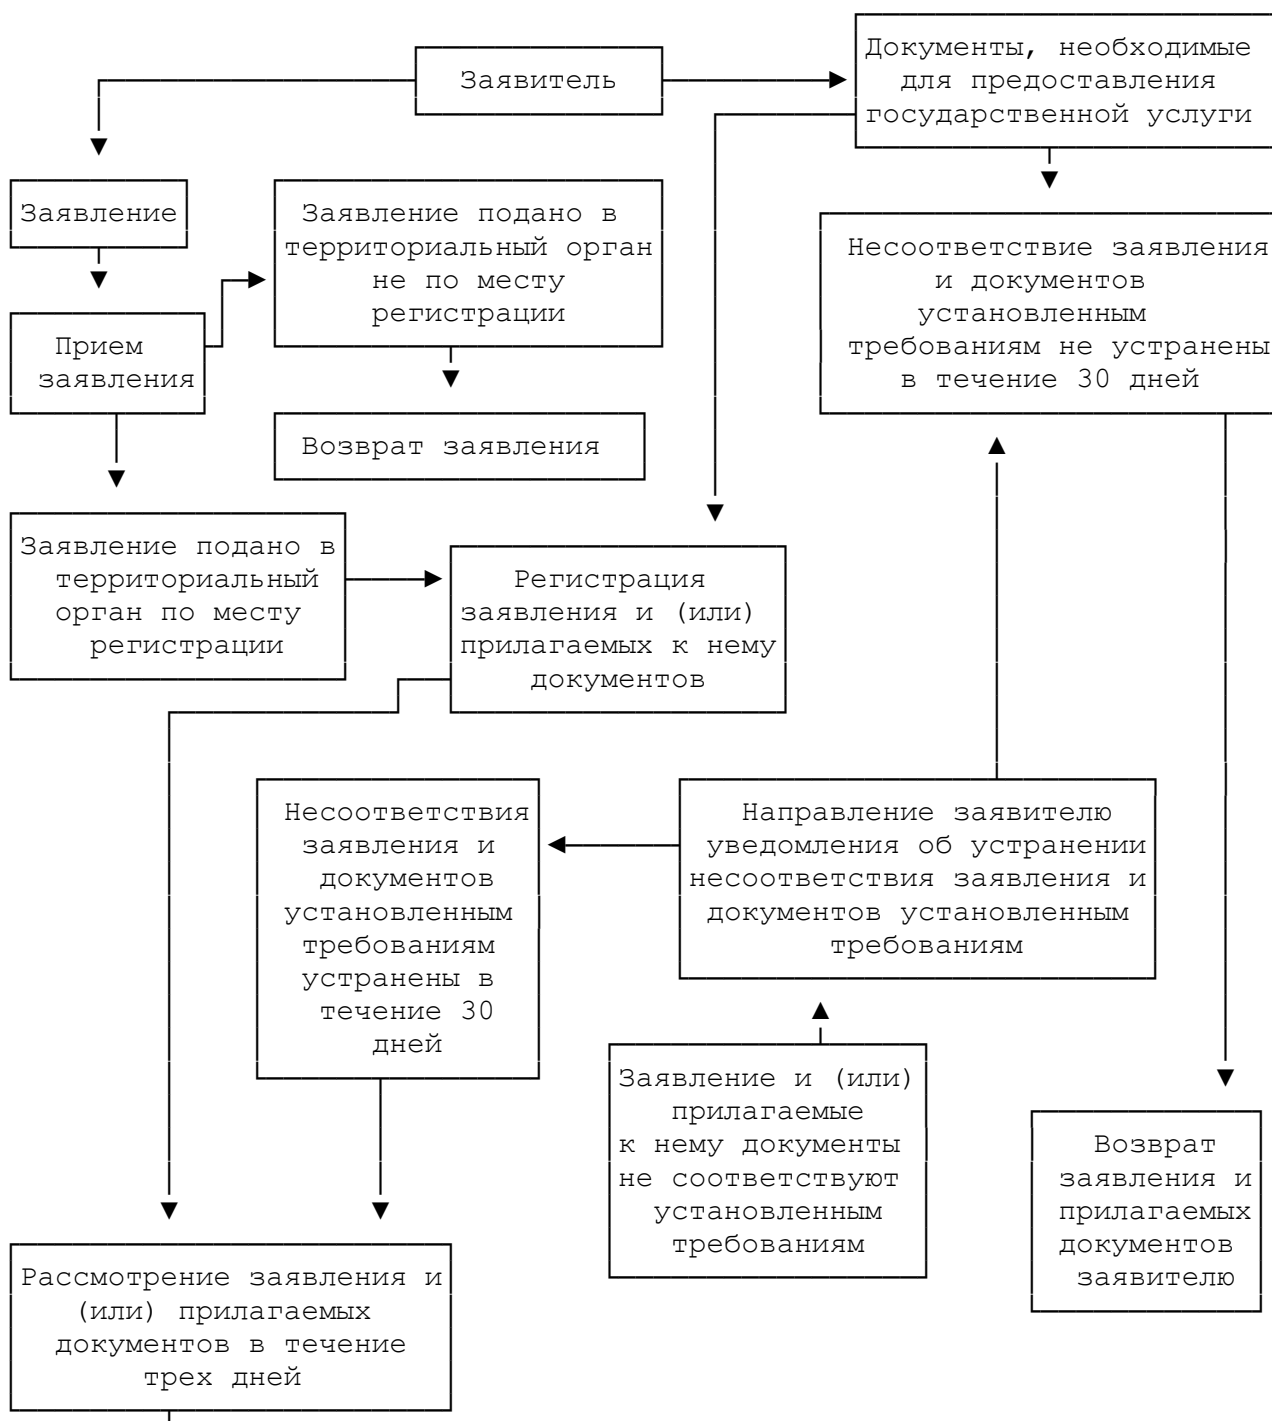 Заявитель
Документы, необходимые
для предоставления
государственной услуги
Заявление
Заявление подано в
территориальный орган
не по месту
регистрации
Несоответствие заявления
и документов
установленным
требованиям не устранены
в течение 30 дней
Прием
заявления
Возврат заявления
Заявление подано в
территориальный
орган по месту
регистрации
Регистрация
заявления и (или)
прилагаемых к нему
документов
Несоответствия
заявления и
документов
установленным
требованиям
устранены в
течение 30
дней
Направление заявителю
уведомления об устранении
несоответствия заявления и
документов установленным
требованиям
Заявление и (или)
прилагаемые
к нему документы
не соответствуют
установленным
требованиям
Возврат
заявления и
прилагаемых
документов
заявителю
Рассмотрение заявления и
(или) прилагаемых
документов в течение
трех дней